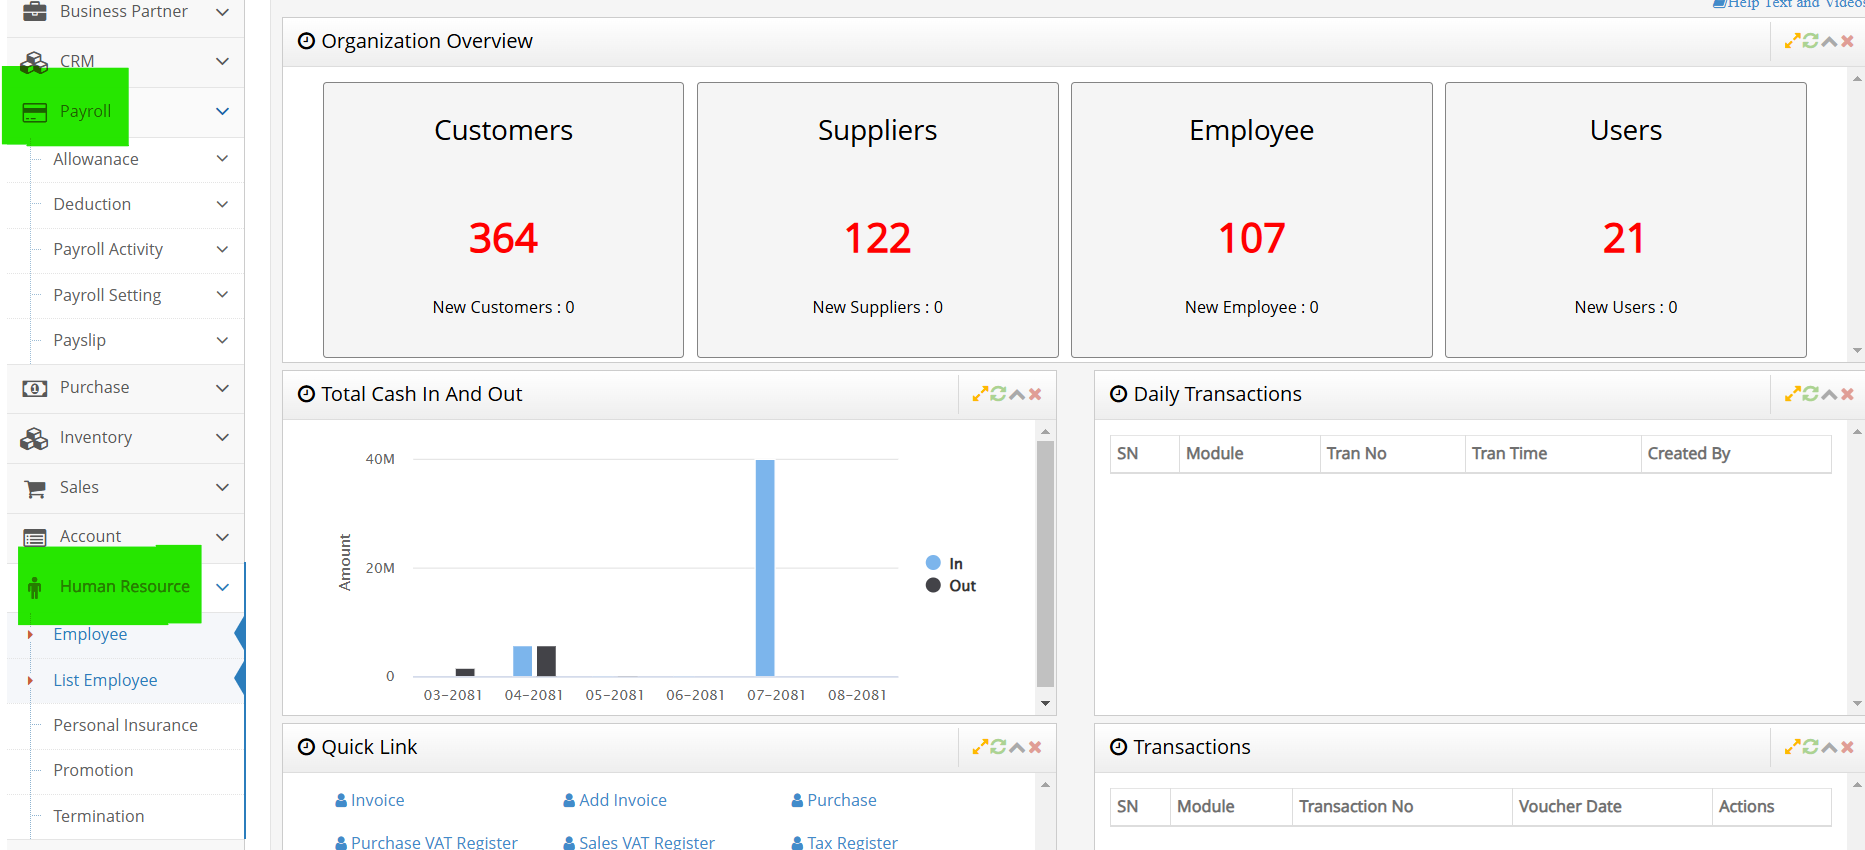 Business Partner
CRM
Payroll
Allowanace
Deduction
Payroll Activity
Payroll Setting
Payslip
Purchase
Inventory
Sales
Account
Human Resource
Employee
List Employee
Personal Insurance
Promotion
Termination
Help Text and Videos
Organization Overview
Customers Suppliers Employee Users
364 122 107 21
New Customers : 0 New Suppliers : 0 New Employee : 0 New Users : 0
Total Cash In And Out
40M
20M
0
Amount
03-2081 04-2081 05-2081 06-2081 07-2081 08-2081
In
Out
Daily Transactions
SN Module Tran No Tran Time Created By
Quick Link
Invoice Add Invoice Purchase
Purchase VAT Register Sales VAT Register Tax Register
Transactions
SN Module Transaction No Voucher Date Actions